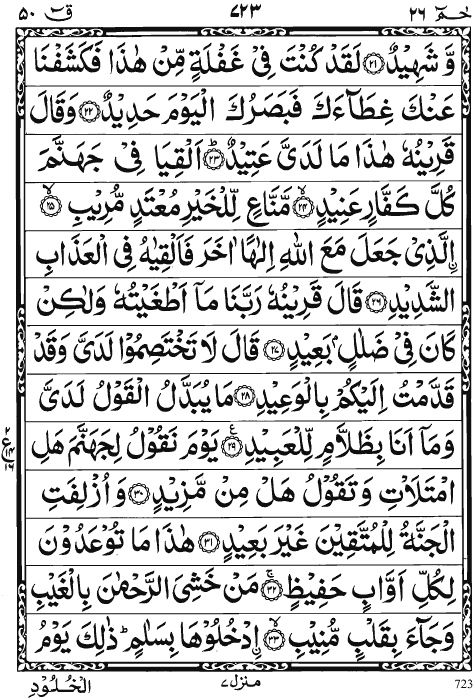 قٓ ٥٠ ٧٢٣ حٰمٓ ٢٦
وَّ شَهِيْدٌ ﴿٢١﴾ لَقَدْ كُنْتَ فِيْ غَفْلَةٍ مِّنْ هٰذَا فَكَشَفْنَا
عَنْكَ غِطَآءَكَ فَبَصَرُكَ الْيَوْمَ حَدِيْدٌ ﴿٢٢﴾ وَقَالَ
قَرِيْنُهٗ هٰذَا مَا لَدَيَّ عَتِيْدٌ ﴿٢٣﴾ اَلْقِيَا فِيْ جَهَنَّمَ
كُلَّ كَفَّارٍ عَنِيْدٍ ﴿٢٤﴾ مَّنَّاعٍ لِّلْخَيْرِ مُعْتَدٍ مُّرِيْبٍ ﴿٢٥﴾
اِلَّذِيْ جَعَلَ مَعَ اللّٰهِ اِلٰهًا اٰخَرَ فَاَلْقِيٰهُ فِي الْعَذَابِ
الشَّدِيْدِ ﴿٢٦﴾ قَالَ قَرِيْنُهٗ رَبَّنَا مَآ اَطْغَيْتُهٗ وَلٰكِنْ
كَانَ فِيْ ضَلٰلٍۭ بَعِيْدٍ ﴿٢٧﴾ قَالَ لَا تَخْتَصِمُوْا لَدَيَّ وَقَدْ
قَدَّمْتُ اِلَيْكُمْ بِالْوَعِيْدِ ﴿٢٨﴾ مَا يُبَدَّلُ الْقَوْلُ لَدَيَّ
وَمَآ اَنَا بِظَلَّامٍ لِّلْعَبِيْدِ ﴿٢٩﴾ يَوْمَ نَقُوْلُ لِجَهَنَّمَ هَلِ
امْتَلَاْتِ وَتَقُوْلُ هَلْ مِنْ مَّزِيْدٍ ﴿٣٠﴾ وَاُزْلِفَتِ
الْجَنَّةُ لِلْمُتَّقِيْنَ غَيْرَ بَعِيْدٍ ﴿٣١﴾ هٰذَا مَا تُوْعَدُوْنَ
لِكُلِّ اَوَّابٍ حَفِيْظٍ ﴿٣٢﴾ مَنْ خَشِيَ الرَّحْمٰنَ بِالْغَيْبِ
وَجَآءَ بِقَلْبٍ مُّنِيْبٍ ﴿٣٣﴾ اِدْخُلُوْهَا بِسَلٰمٍ ؕ ذٰلِكَ يَوْمُ
الْخُلُوْدِ منزل ٧ 723